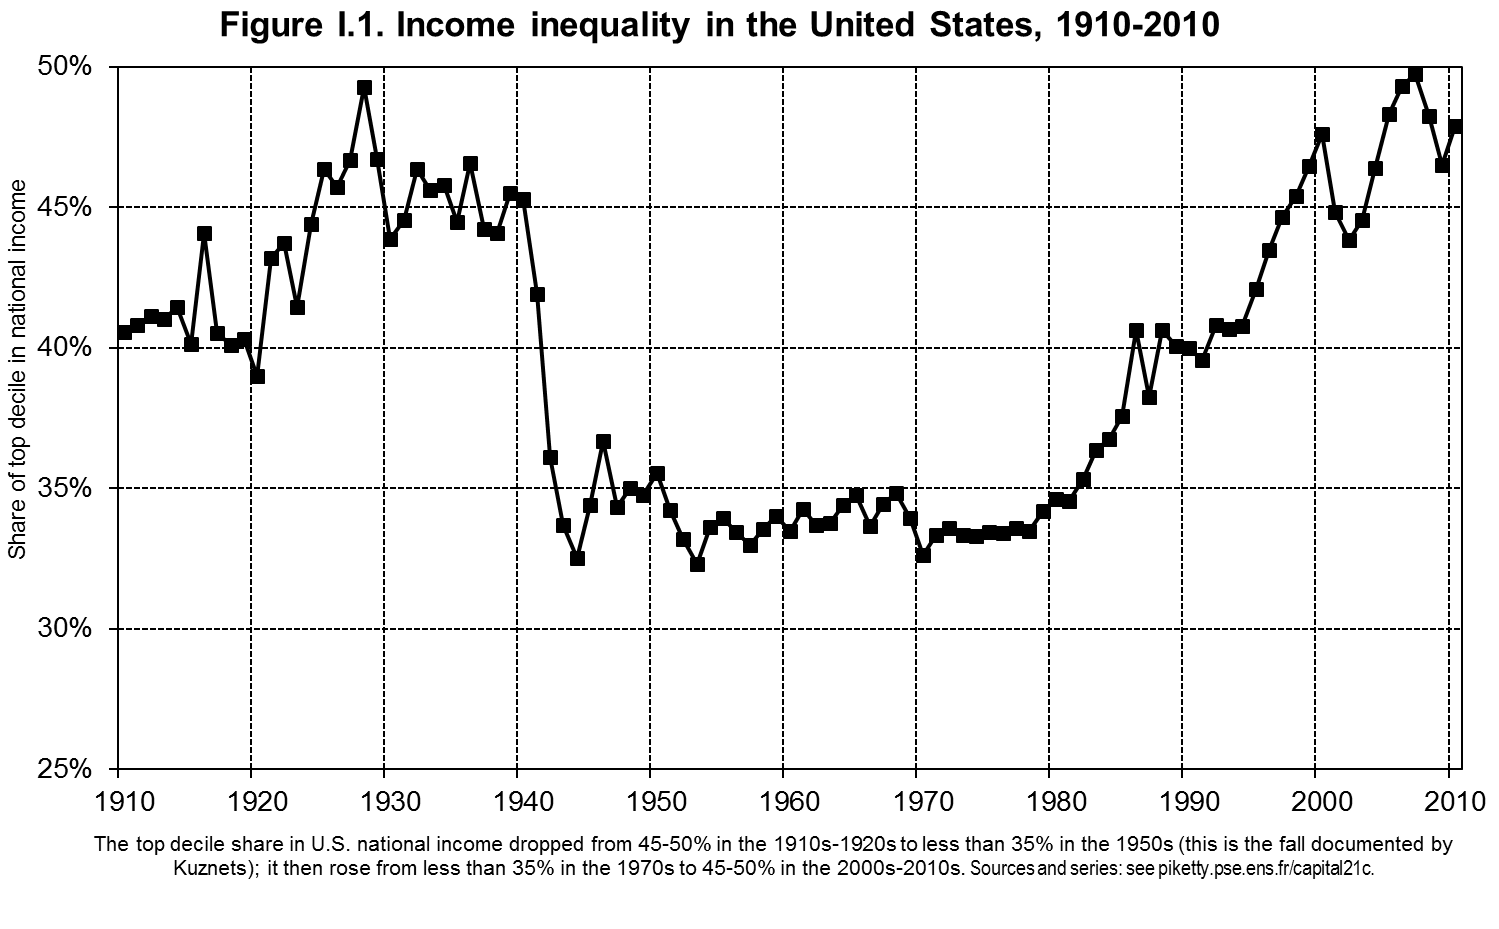 Figure I.1. Income inequality in the United States, 1910-2010
50%
45%
40%
35%
30%
25%
Share of top decile in national income
1910 1920 1930 1940 1950 1960 1970 1980 1990 2000 2010
The top decile share in U.S. national income dropped from 45-50% in the 1910s-1920s to less than 35% in the 1950s (this is the fall documented by
Kuznets); it then rose from less than 35% in the 1970s to 45-50% in the 2000s-2010s. Sources and series: see piketty.pse.ens.fr/capital21c.